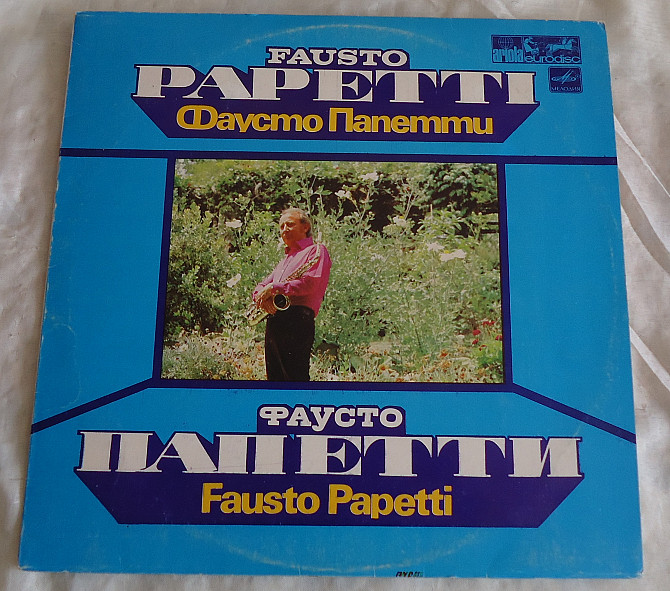 FAUSTO
ariola eurodisc
PAPETTI
МЕЛОДИЯ
Фаусто Папетти
ФАУСТО
ПАПЕТТИ
Fausto Papetti